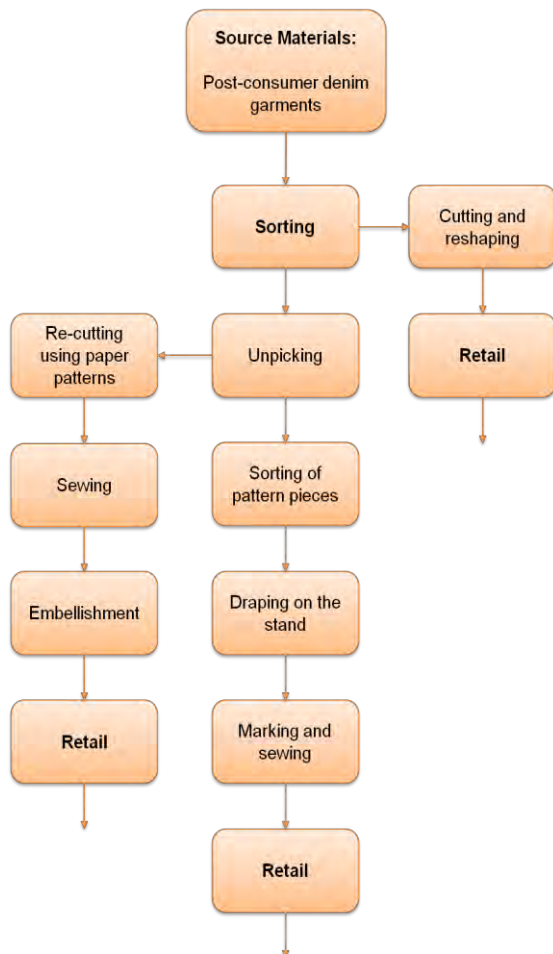 Source Materials:
Post-consumer denim
garments
Sorting
Cutting and
reshaping
Re-cutting
using paper
patterns
Unpicking
Retail
Sewing
Sorting of
pattern pieces
Embellishment
Draping on the
stand
Retail
Marking and
sewing
Retail